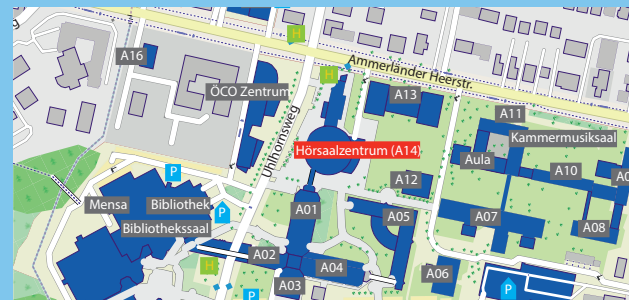 H
Ammerländer Heerstr.
A16
H
ÖCO Zentrum
A13
A11
Uhlhornsweg
Kammermusiksaal
Hörsaalzentrum (A14)
Aula
A10
P
A12
Mensa
Bibliothek
P
A01
A05
A07
A08
Bibliothekssaal
A02
H
A04
A06
A03
P
P